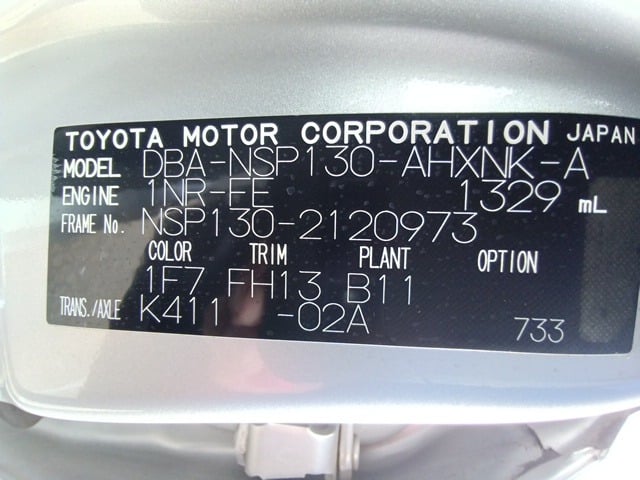 TOYOTA MOTOR CORPORATION JAPAN
MODEL DBA-NSP130-AHXNK-A
ENGINE 1NR-FE 1329 mL
FRAME No. NSP130-2120973
COLOR TRIM PLANT OPTION
1F7 FH13 B11
TRANS./AXLE K411 -02A
733